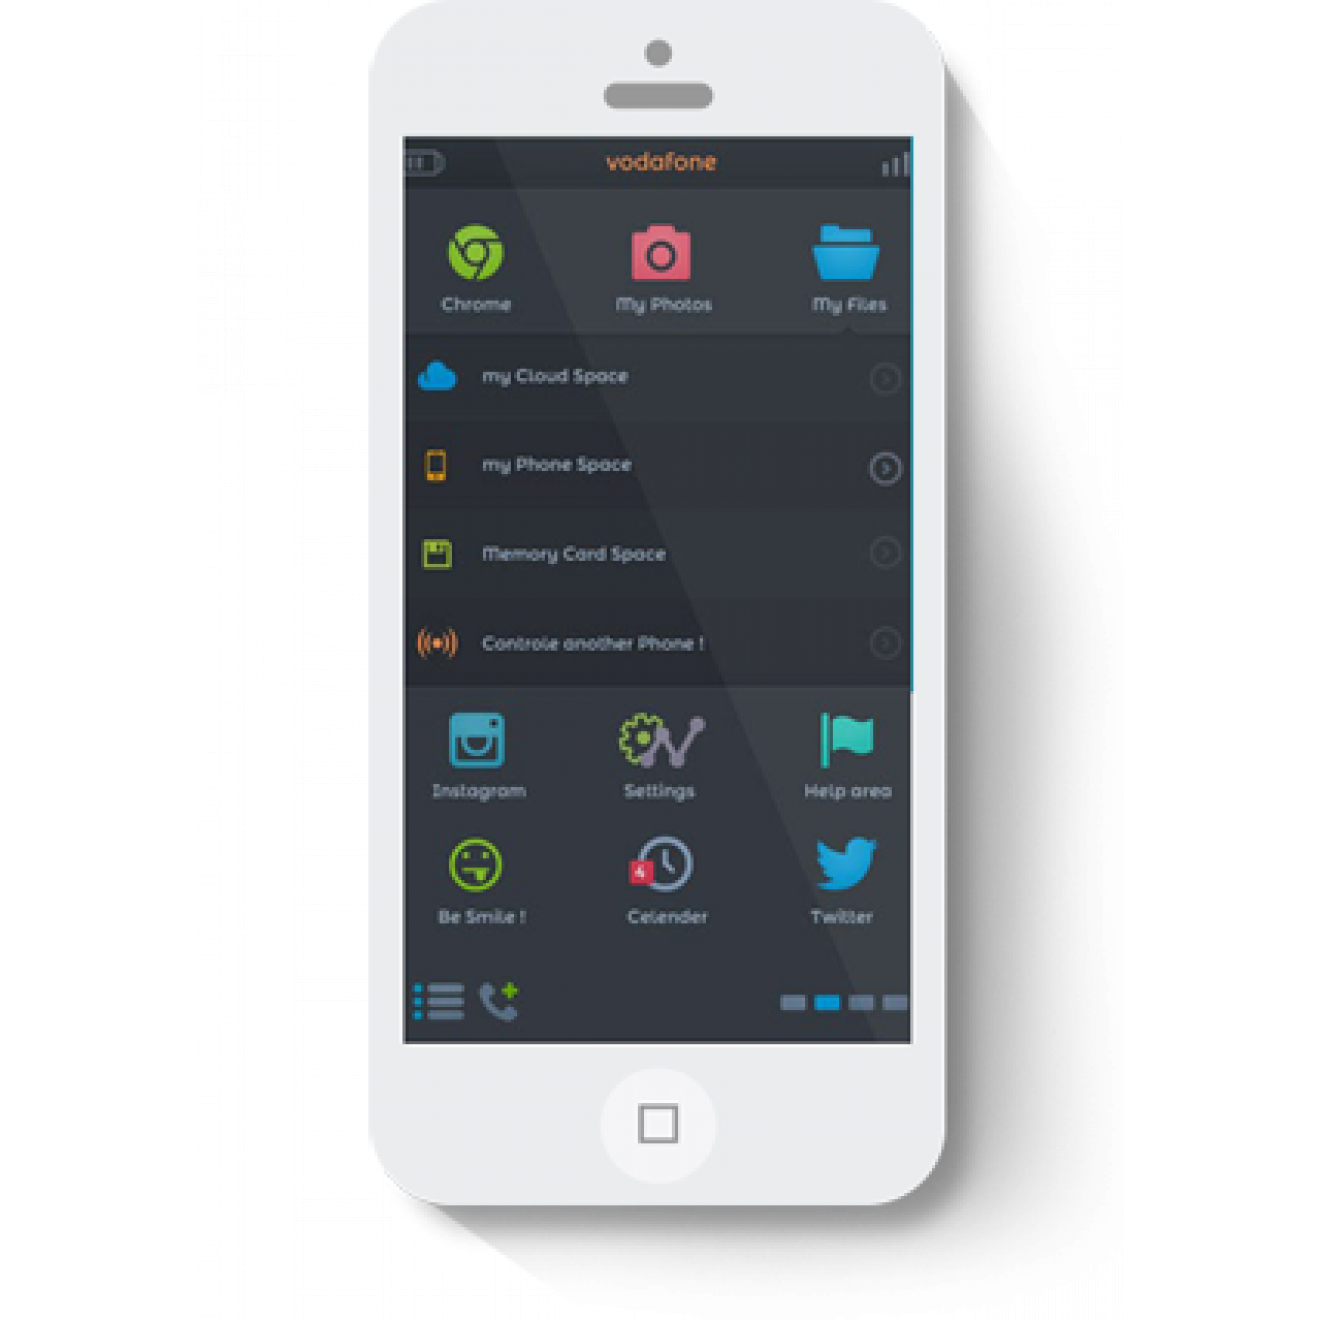 vodafone
Chrome My Photos My Files
my Cloud Space
my Phone Space
Memory Card Space
Controle another Phone !
Instagram Settings Help area
4
Be Smile ! Celender Twitter